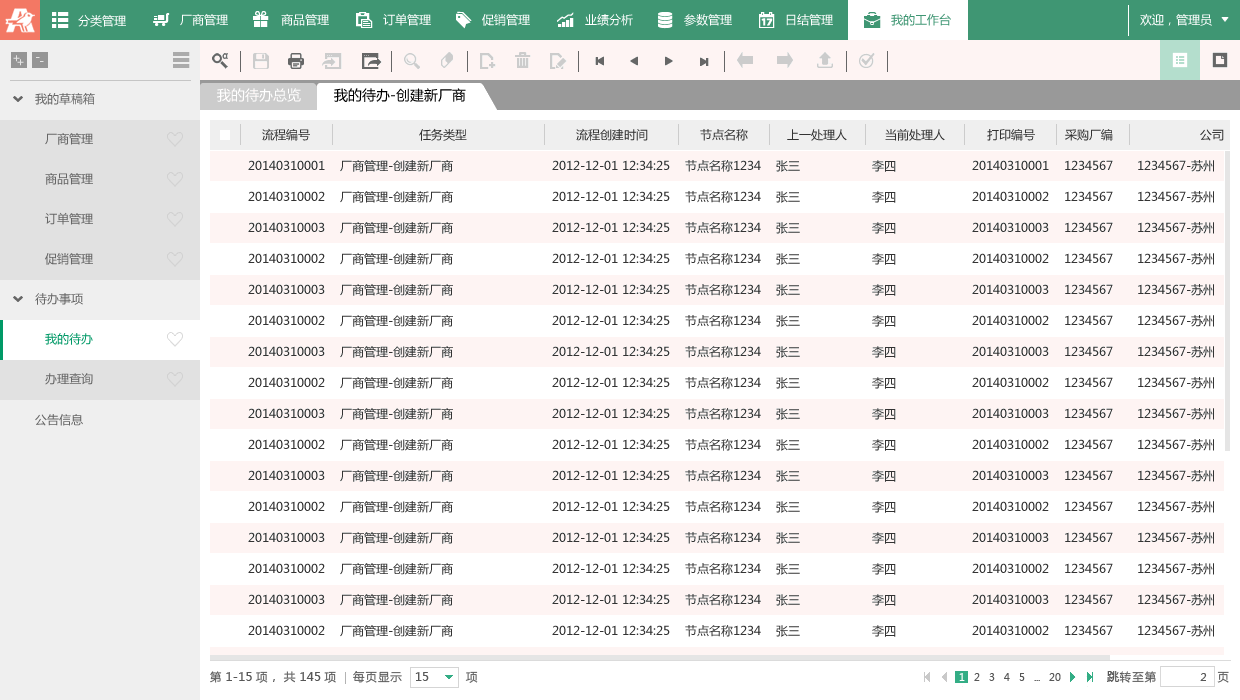 分类管理 厂商管理 商品管理 订单管理 促销管理 业绩分析 参数管理 17 日结管理 我的工作台 欢迎，管理员
我的草稿箱
厂商管理
商品管理
订单管理
促销管理
待办事项
我的待办
办理查询
公告信息
我的待办总览 我的待办-创建新厂商
流程编号 任务类型 流程创建时间 节点名称 上一处理人 当前处理人 打印编号 采购厂编 公司
20140310001 厂商管理-创建新厂商 2012-12-01 12:34:25 节点名称1234 张三 李四 20140310001 1234567 1234567-苏州
20140310002 厂商管理-创建新厂商 2012-12-01 12:34:25 节点名称1234 张三 李四 20140310002 1234567 1234567-苏州
20140310003 厂商管理-创建新厂商 2012-12-01 12:34:25 节点名称1234 张三 李四 20140310003 1234567 1234567-苏州
20140310002 厂商管理-创建新厂商 2012-12-01 12:34:25 节点名称1234 张三 李四 20140310002 1234567 1234567-苏州
20140310003 厂商管理-创建新厂商 2012-12-01 12:34:25 节点名称1234 张三 李四 20140310003 1234567 1234567-苏州
20140310002 厂商管理-创建新厂商 2012-12-01 12:34:25 节点名称1234 张三 李四 20140310002 1234567 1234567-苏州
20140310003 厂商管理-创建新厂商 2012-12-01 12:34:25 节点名称1234 张三 李四 20140310003 1234567 1234567-苏州
20140310002 厂商管理-创建新厂商 2012-12-01 12:34:25 节点名称1234 张三 李四 20140310002 1234567 1234567-苏州
20140310003 厂商管理-创建新厂商 2012-12-01 12:34:25 节点名称1234 张三 李四 20140310003 1234567 1234567-苏州
20140310002 厂商管理-创建新厂商 2012-12-01 12:34:25 节点名称1234 张三 李四 20140310002 1234567 1234567-苏州
20140310003 厂商管理-创建新厂商 2012-12-01 12:34:25 节点名称1234 张三 李四 20140310003 1234567 1234567-苏州
20140310002 厂商管理-创建新厂商 2012-12-01 12:34:25 节点名称1234 张三 李四 20140310002 1234567 1234567-苏州
20140310003 厂商管理-创建新厂商 2012-12-01 12:34:25 节点名称1234 张三 李四 20140310003 1234567 1234567-苏州
20140310002 厂商管理-创建新厂商 2012-12-01 12:34:25 节点名称1234 张三 李四 20140310002 1234567 1234567-苏州
20140310003 厂商管理-创建新厂商 2012-12-01 12:34:25 节点名称1234 张三 李四 20140310003 1234567 1234567-苏州
20140310002 厂商管理-创建新厂商 2012-12-01 12:34:25 节点名称1234 张三 李四 20140310002 1234567 1234567-苏州
第 1-15 项，共 145 项 | 每页显示 15 项 1 2 3 4 5 ... 20 跳转至第 2 页